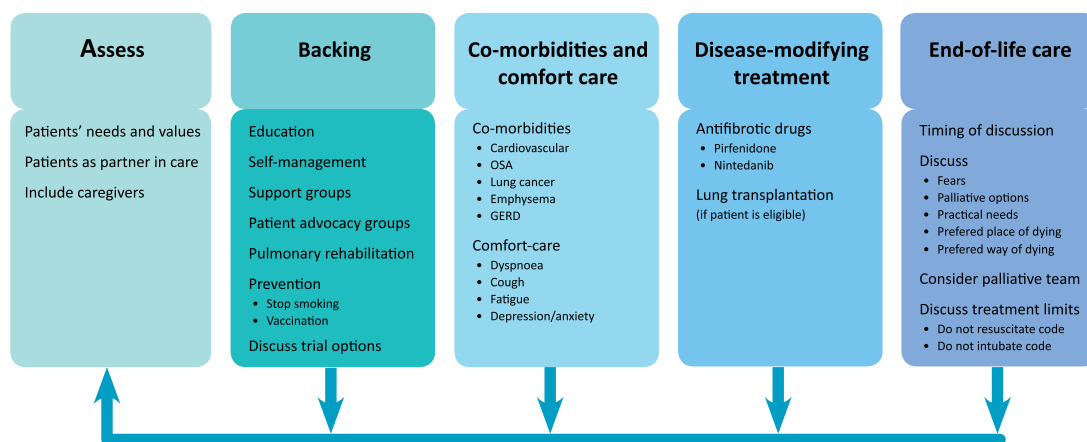 Assess
Patients’ needs and values
Patients as partner in care
Include caregivers
Backing
Education
Self-management
Support groups
Patient advocacy groups
Pulmonary rehabilitation
Prevention
• Stop smoking
• Vaccination
Discuss trial options
Co-morbidities and
comfort care
Co-morbidities
• Cardiovascular
• OSA
• Lung cancer
• Emphysema
• GERD
Comfort-care
• Dyspnoea
• Cough
• Fatigue
• Depression/anxiety
Disease-modifying
treatment
Antifibrotic drugs
• Pirfenidone
• Nintedanib
Lung transplantation
(if patient is eligible)
End-of-life care
Timing of discussion
Discuss
• Fears
• Palliative options
• Practical needs
• Prefered place of dying
• Prefered way of dying
Consider palliative team
Discuss treatment limits
• Do not resuscitate code
• Do not intubate code